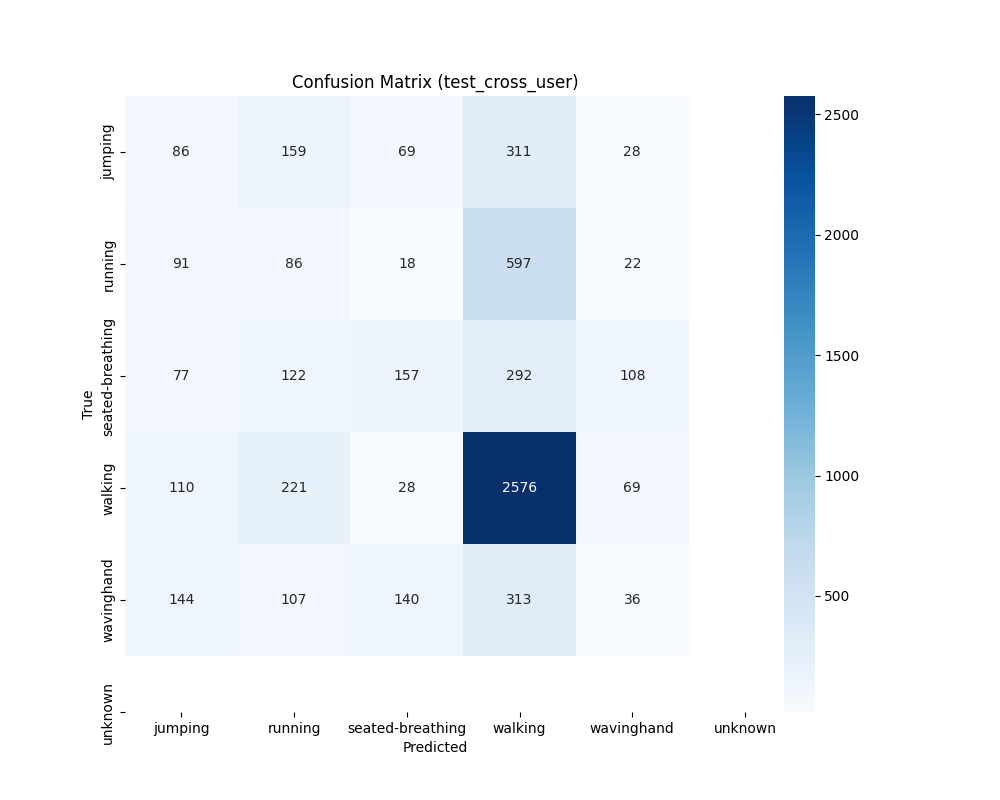 Confusion Matrix (test_cross_user)
True
jumping 86 159 69 311 28
running 91 86 18 597 22
seated-breathing 77 122 157 292 108
walking 110 221 28 2576 69
wavinghand 144 107 140 313 36
unknown
jumping running seated-breathing walking wavinghand unknown
Predicted
2500
2000
1500
1000
500